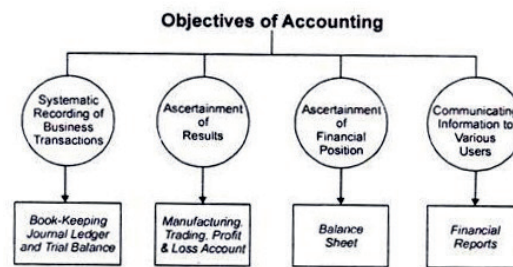 Objectives of Accounting
Systematic
Recording of
Business
Transactions
Ascertainment
of
Results
Ascertainment
of
Financial
Position
Communicating
Information to
Various
Users
Book-Keeping
Journal Ledger
and Trial Balance
Manufacturing,
Trading, Profit
& Loss Account
Balance
Sheet
Financial
Reports